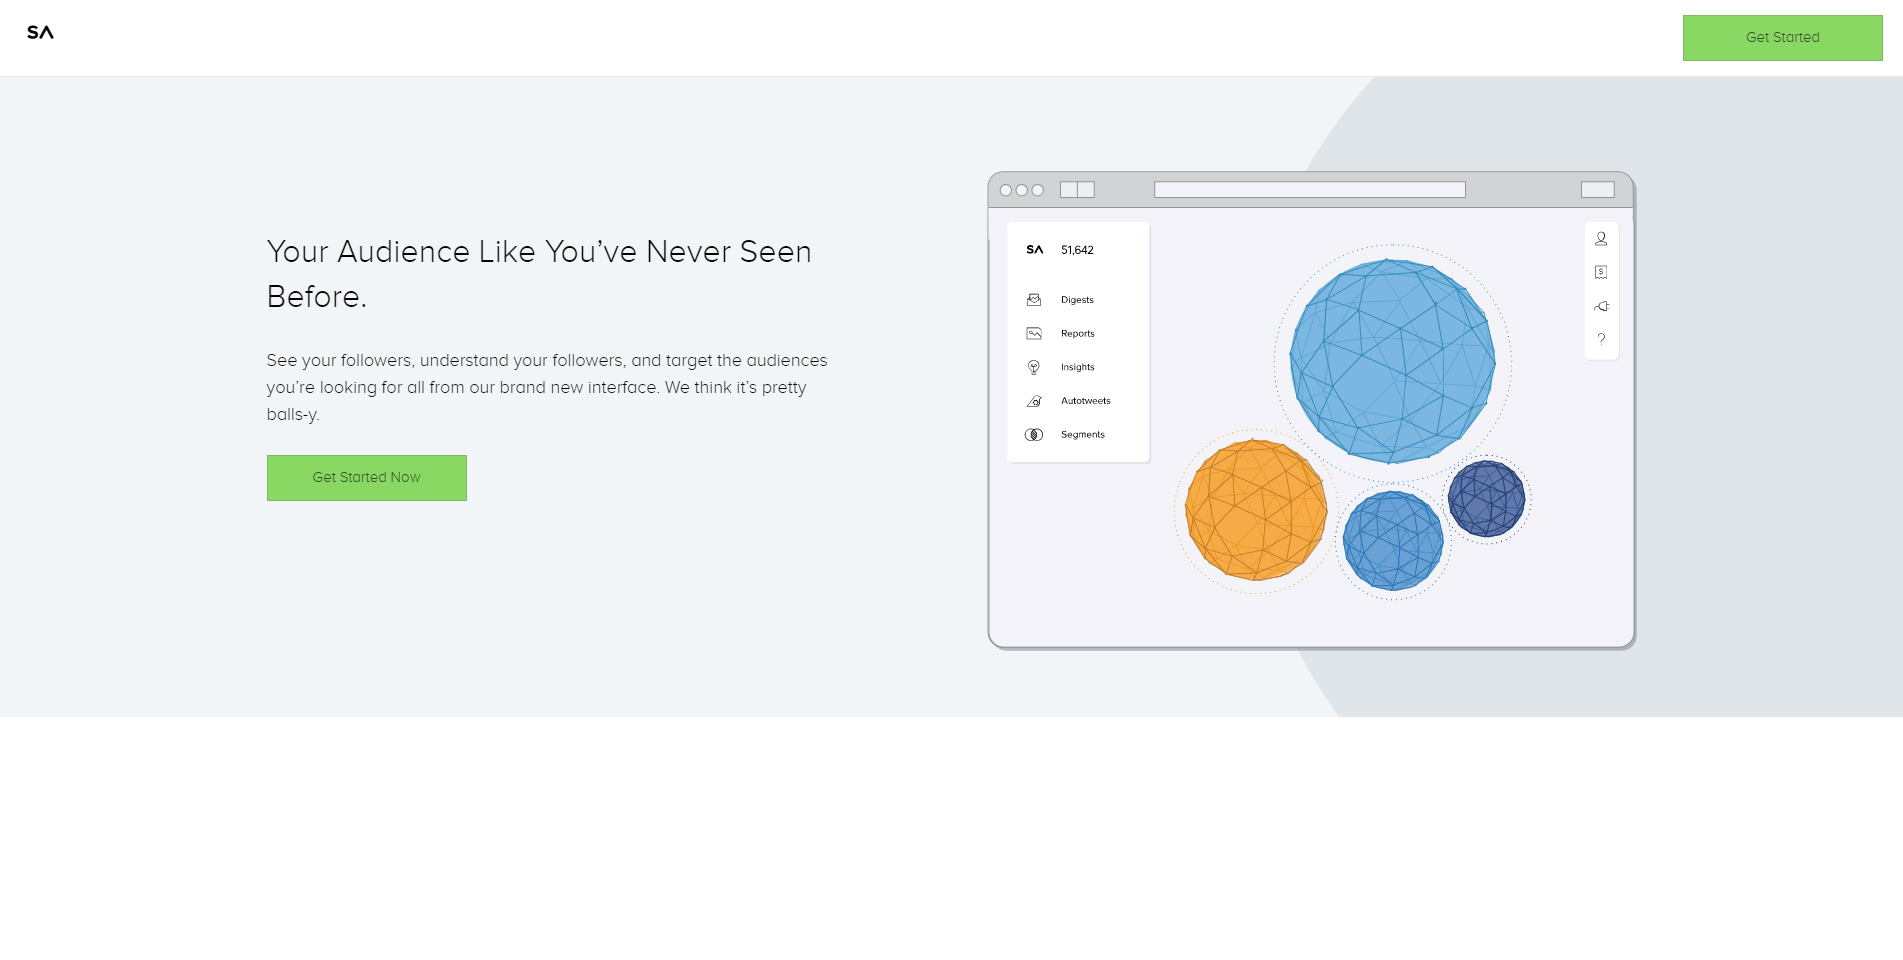 SA
Get Started
Your Audience Like You’ve Never Seen
Before.
See your followers, understand your followers, and target the audiences
you’re looking for all from our brand new interface. We think it’s pretty
balls-y.
Get Started Now
SA 51,642
Digests
Reports
Insights
Autotweets
Segments
$
?